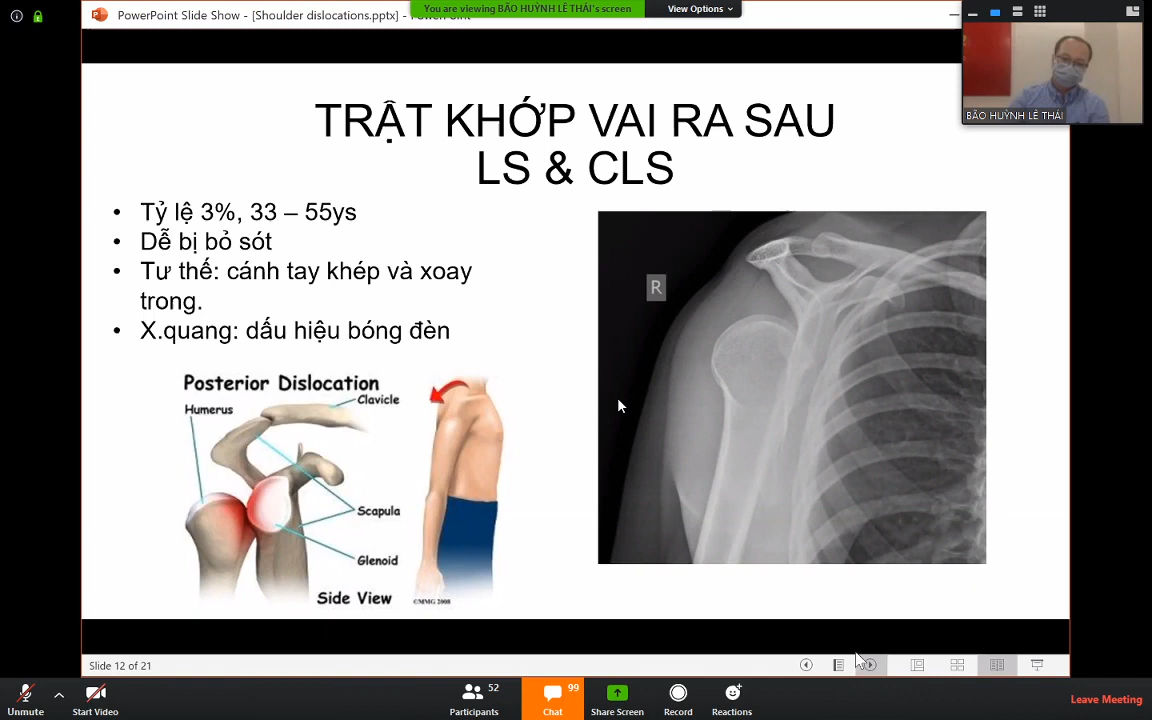 PowerPoint Slide Show - [Shoulder dislocations.pptx] -
You are viewing BẢO HUỲNH LÊ THÁI's screen
View Options
BẢO HUỲNH LÊ THÁI
TRẬT KHỚP VAI RA SAU
LS & CLS
• Tỷ lệ 3%, 33 – 55ys
• Dễ bị bỏ sót
• Tư thế: cánh tay khép và xoay
trong.
• X.quang: dấu hiệu bóng đèn
R
Posterior Dislocation
Clavicle
Humerus
Scapula
Glenoid
Side View
©MMG 2008
Slide 12 of 21
Unmute
Start Video
52
Participants
99
Chat
Share Screen
Record
Reactions
Leave Meeting